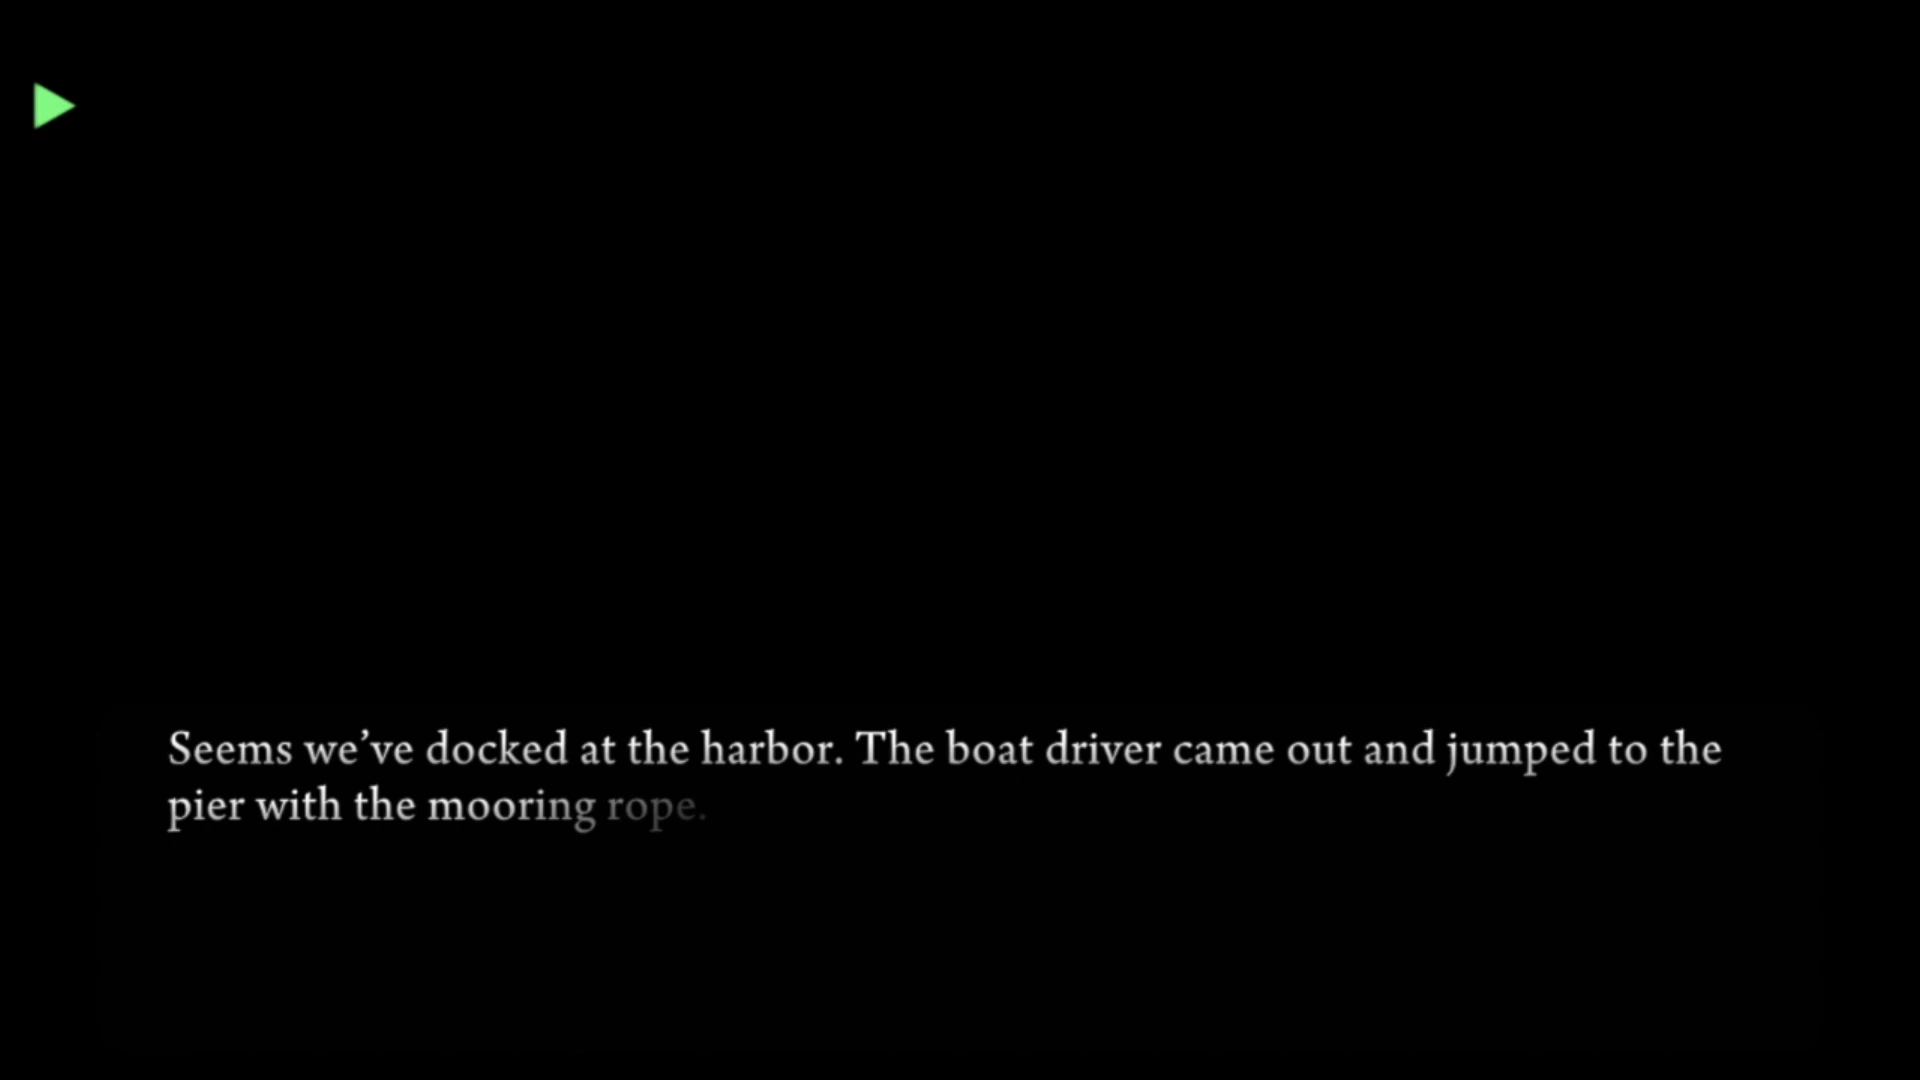 Seems we’ve docked at the harbor. The boat driver came out and jumped to the
pier with the mooring rope.